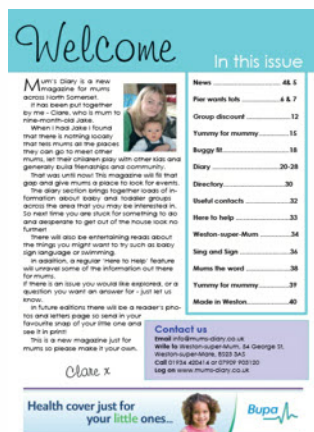 Welcome
In this issue
Mum's Diary is a new
magazine for mums
across North Somerset.
It has been put together
by me – Clare, who is mum to
nine-month-old Jake.
When I had Jake I found
that there is nothing locally
that tells mums all the places
they can go to meet other
mums, let their children play with other kids and
generally build friendships and community.
That was until now! This magazine will fill that
gap and give mums a place to look for events.
The diary section brings together loads of in-
formation about baby and toddler groups
across the area that you may be interested in.
So next time you are stuck for something to do
and desperate to get out of the house look no
further!
There will also be entertaining reads about
the things you might want to try such as baby
sign language or swimming.
In addition, a regular 'Here to Help' feature
will unravel some of the information out there
for mums.
If there is an issue you would like explored, or a
question you want an answer for - just let us
know.
In future editions there will be a reader's pho-
tos and letters page so send in your
favourite snap of your little one and
see it in print!
This is a new magazine just for
mums so please make it your own.
Clare x
News 4& 5
Pier wants tots 6 & 7
Group discount 12
Yummy for mummy 15
Buggy fit 18
Diary 20-28
Directory 30
Useful contacts 32
Here to help 33
Weston-super-Mum 34
Sing and Sign 36
Mums the word 38
Yummy for mummy 39
Made in Weston 40
Contact us
Email info@mums-diary.co.uk
Write to Weston-super-Mum, 54 George St,
Weston-super-Mare, BS23 3AS
Call 01934 420414 or 07909 903120
Log on www.mums-diary.co.uk
Health cover just for
your little ones...
Bupa